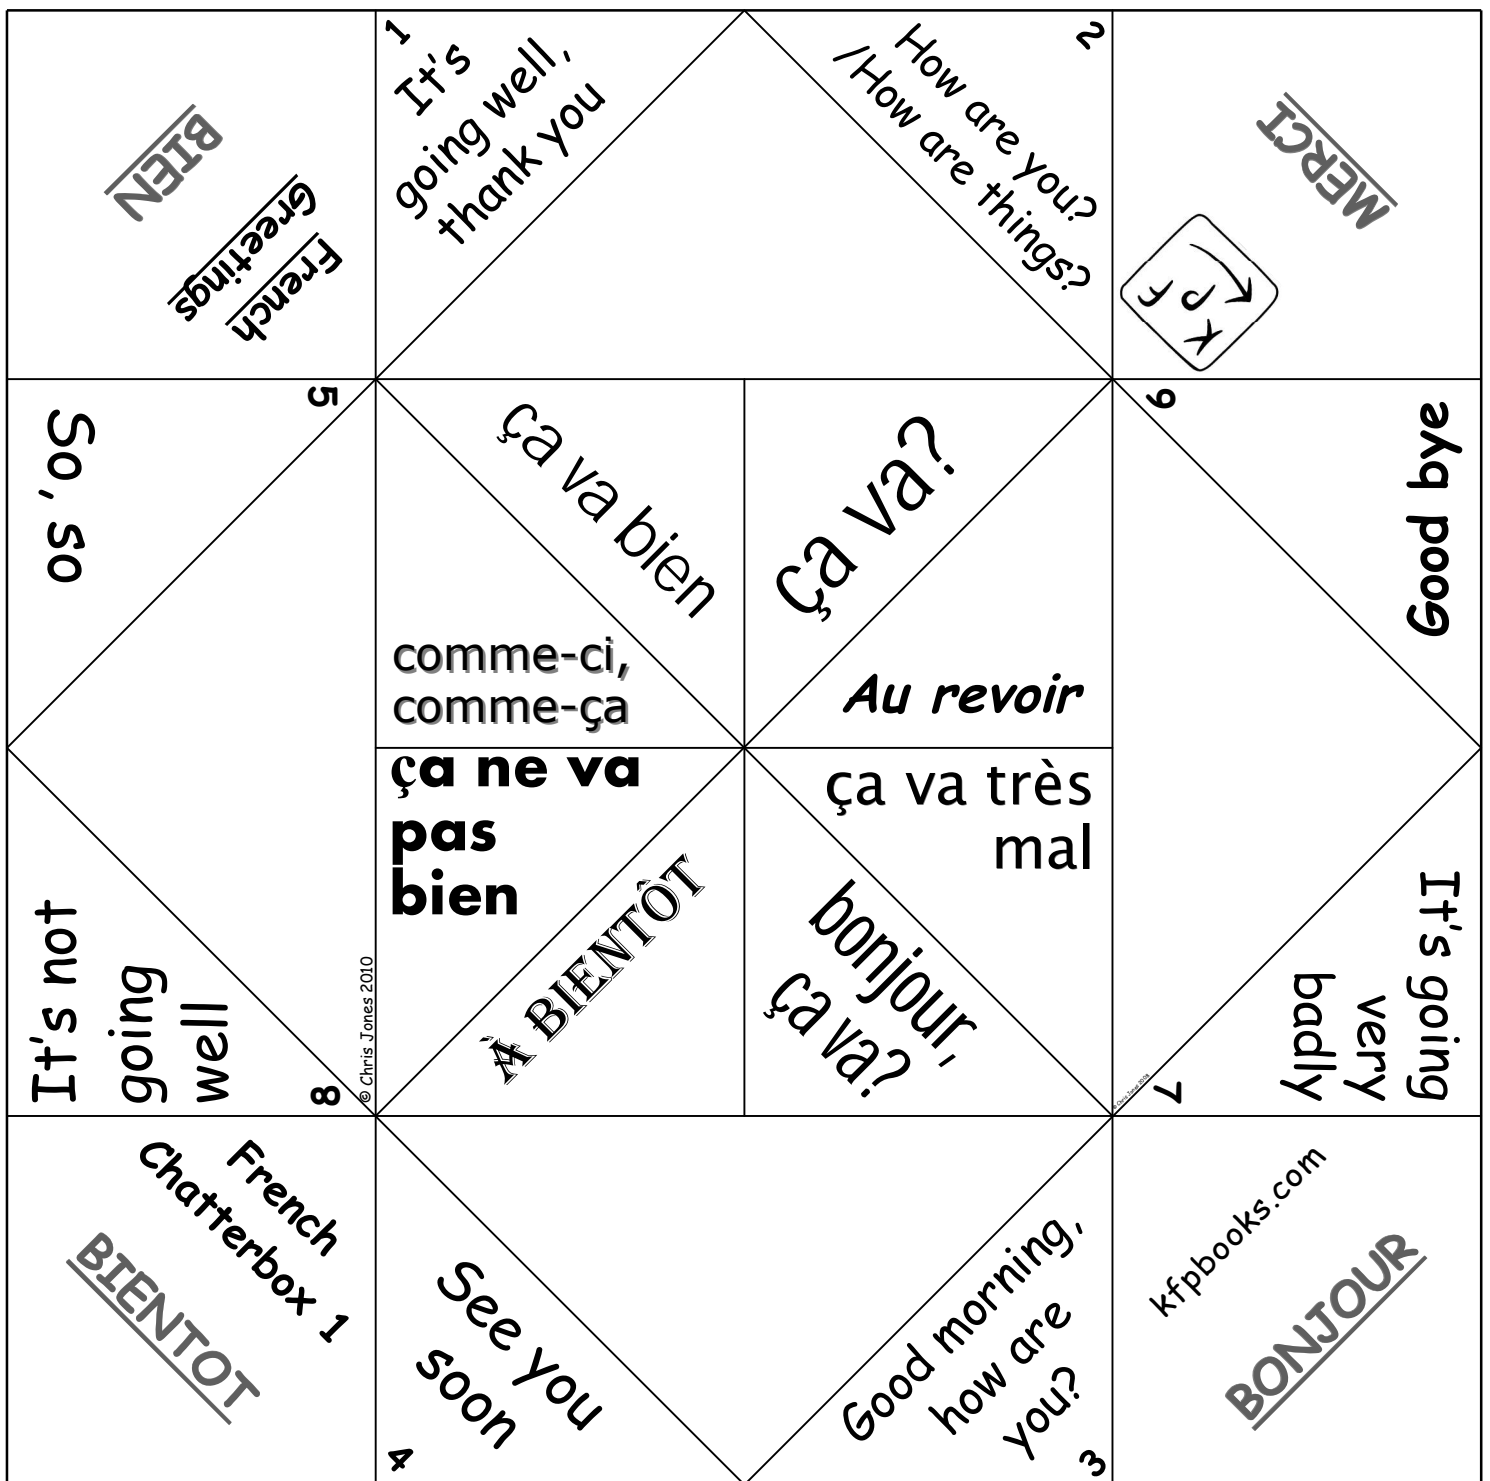 BIEN
French
Greetings
1
It's
going well,
thank you
2
How are you?
/How are things?
MERCI
K
P
F
5
So, so
ça va bien
comme-ci,
comme-ça
ça va?
Au revoir
6
Good bye
8
It's not
going
well
© Chris Jones 2010
ça ne va
pas
bien
À BIENTÔT
ça va très
mal
bonjour,
ça va?
© Chris Jones 2008
7
It's going
very
badly
French
Chatterbox 1
BIENTOT
4
See you
soon
3
Good morning,
how are
you?
kfpbooks.com
BONJOUR